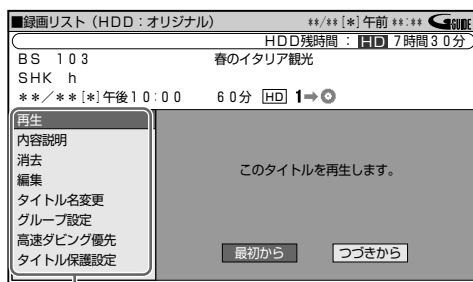 ■録画リスト(HDD:オリジナル) **/**[*]午前**:** GGUIDE
HDD残時間: HD 7時間30分
BS 103 春のイタリア観光
SHK h
**/**[*]午後10:00 60分 HD 1➡
再生
内容説明
消去
編集
タイトル名変更
グループ設定
高速ダビング優先
タイトル保護設定
このタイトルを再生します。
最初から つづきから